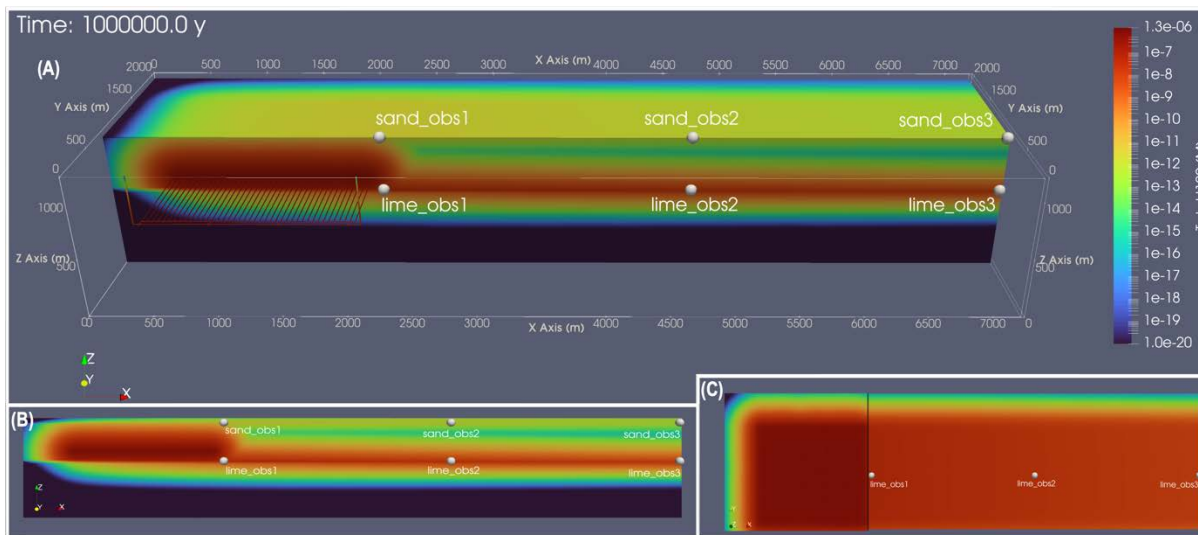 Time: 1000000.0 y
(A)
X Axis (m)
0 500 1000 1500 2000 2500 4000 4500 5000 5500 6000 6500 7000
2000
1500
Y Axis (m)
500
0
2000
1500
Y Axis (m)
500
0
sand_obs1
sand_obs2
sand_obs3
lime_obs1
lime_obs2
lime_obs3
1000
Z Axis (m)
500
0
1000
Z Axis (m)
500
0
0 500 1000 1500 2000 2500 3000 4000 4500 5000 5500 6000 6500 7000
X Axis (m)
Z
Y
X
1.3e-06
1e-7
1e-8
1e-9
1e-10
1e-11
1e-12
1e-13
1e-14
1e-15
1e-16
1e-17
1e-18
1e-19
1.0e-20
(B)
sand_obs1
sand_obs2
sand_obs3
lime_obs1
lime_obs2
lime_obs3
Z
Y
X
(C)
lime_obs1
lime_obs2
lime_obs3